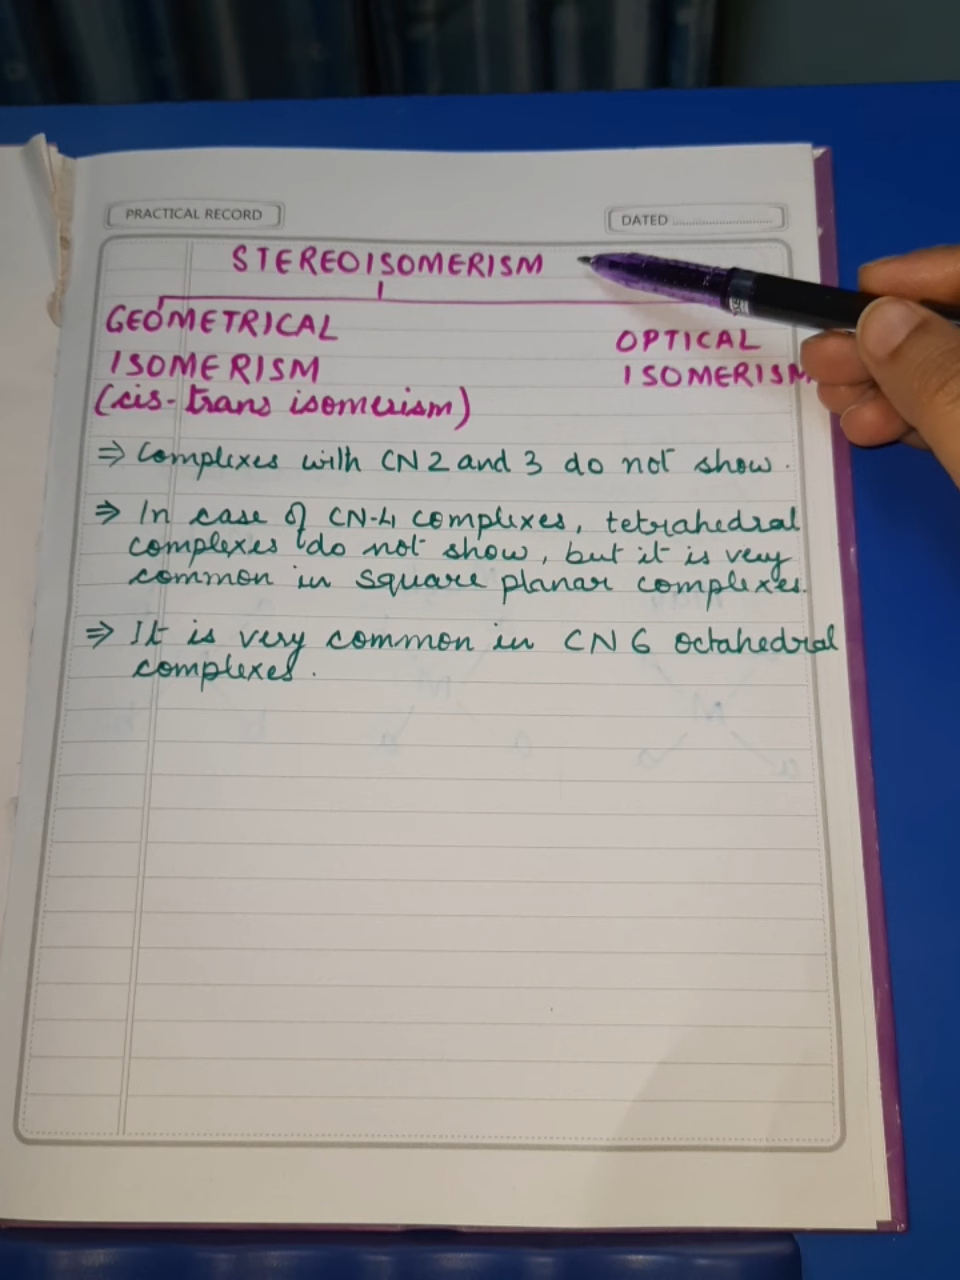 PRACTICAL RECORD
DATED
STEREOISOMERISM
GEOMETRICAL
ISOMERISM
(cis-trans isomerism)
OPTICAL
ISOMERISM
⇒ Complexes with CN 2 and 3 do not show.
⇒ In case of CN-4 complexes, tetrahedral
complexes do not show, but it is very
common in square planar complexes.
⇒ It is very common in CN 6 octahedral
complexes.